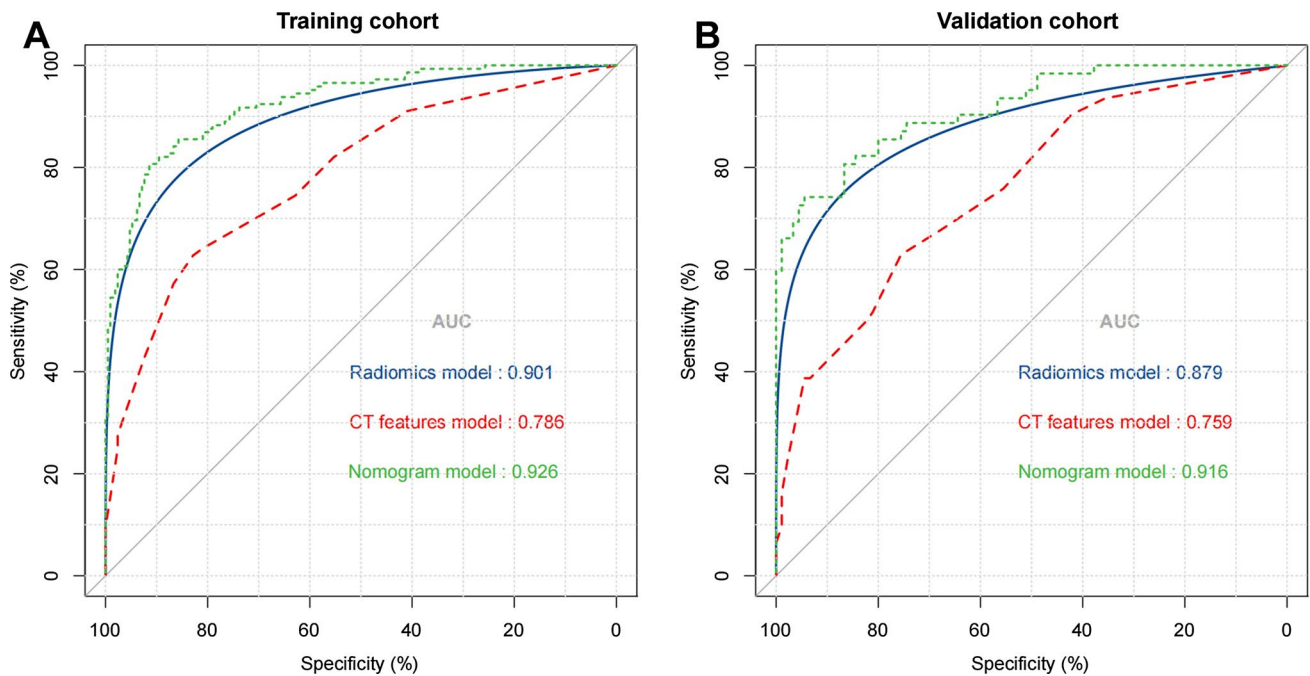 A
Training cohort
Sensitivity (%)
100
80
60
40
20
0
AUC
Radiomics model : 0.901
CT features model : 0.786
Nomogram model : 0.926
100 80 60 40 20 0
Specificity (%)
B
Validation cohort
Sensitivity (%)
100
80
60
40
20
0
AUC
Radiomics model : 0.879
CT features model : 0.759
Nomogram model : 0.916
100 80 60 40 20 0
Specificity (%)